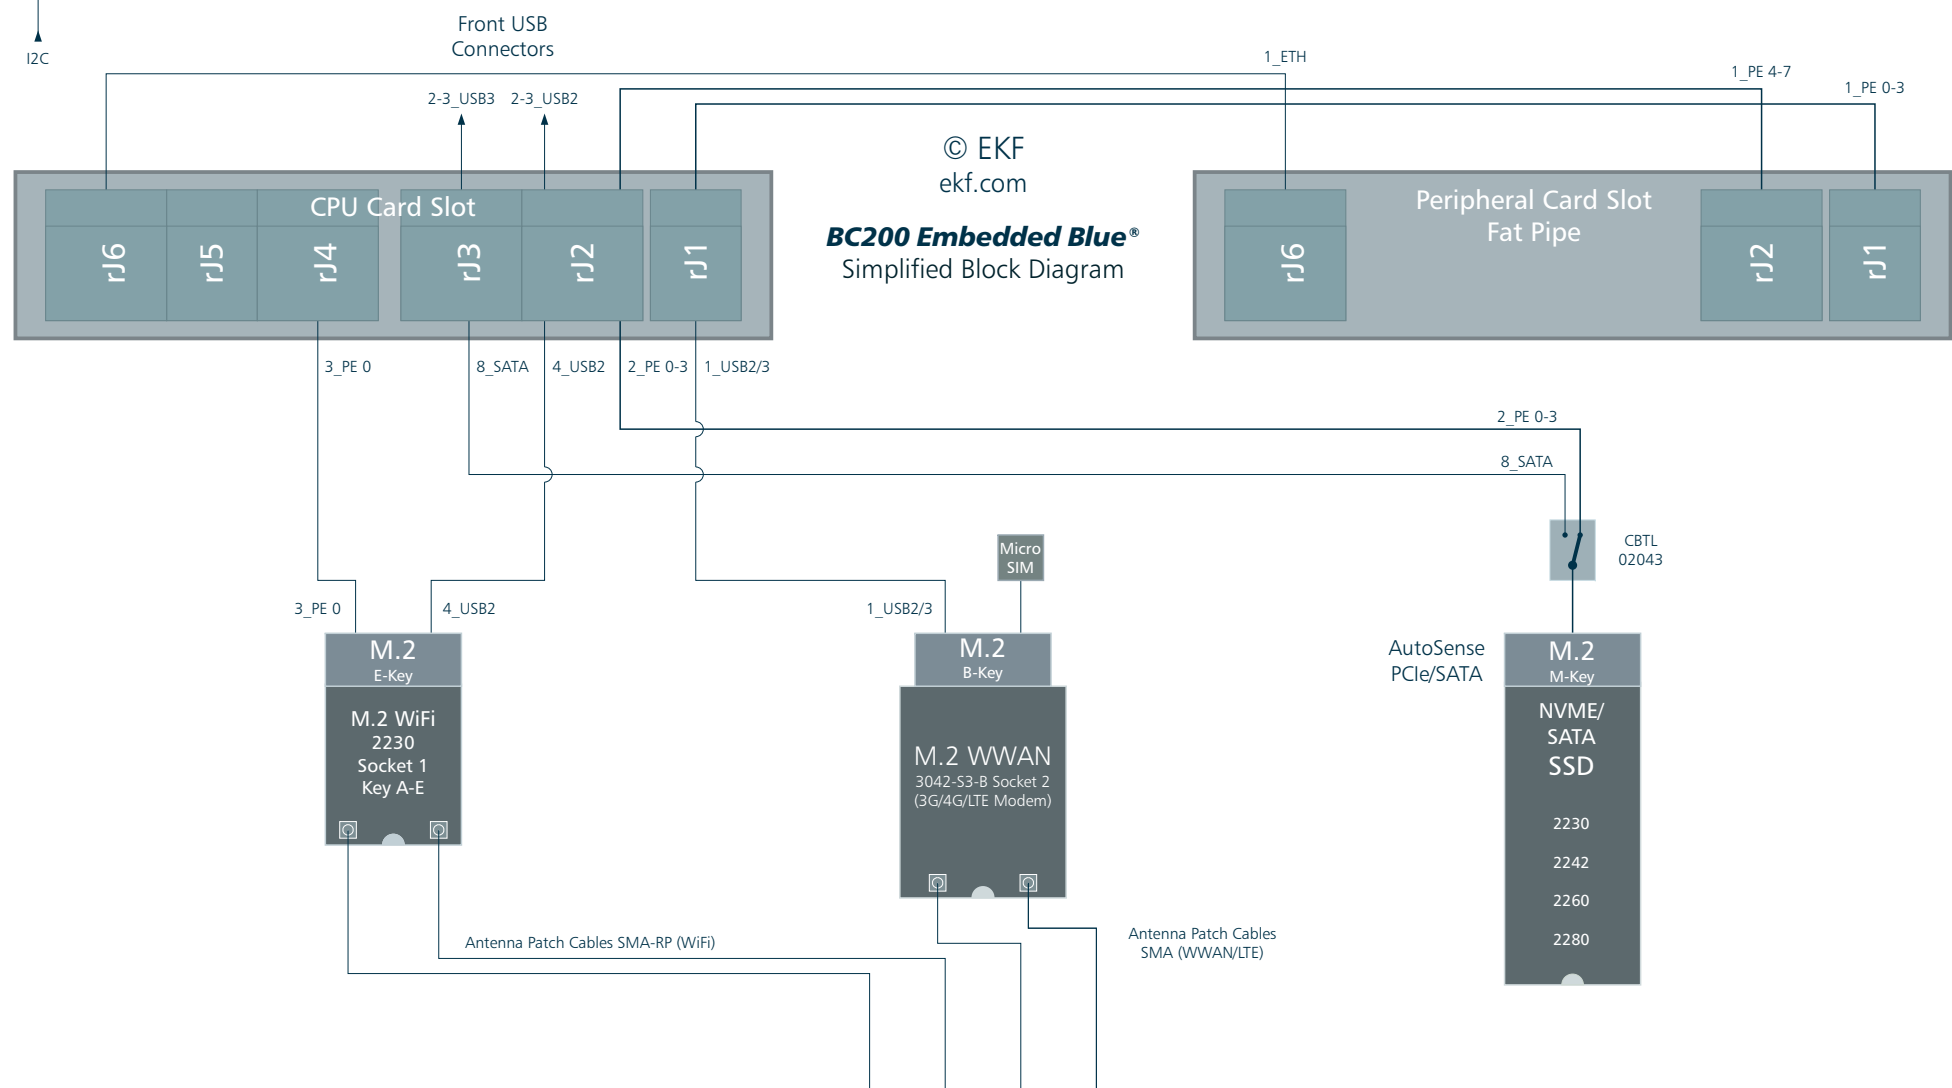 I2C
Front USB
Connectors
1_ETH
1_PE 4-7
1_PE 0-3
2-3_USB3
2-3_USB2
© EKF
ekf.com
BC200 Embedded Blue®
Simplified Block Diagram
CPU Card Slot
rJ6
rJ5
rJ4
rJ3
rJ2
rJ1
Peripheral Card Slot
Fat Pipe
rJ6
rJ2
rJ1
3_PE 0
8_SATA
4_USB2
2_PE 0-3
1_USB2/3
2_PE 0-3
8_SATA
CBTL
02043
Micro
SIM
3_PE 0
4_USB2
1_USB2/3
M.2
E-Key
M.2 WiFi
2230
Socket 1
Key A-E
M.2
B-Key
M.2 WWAN
3042-S3-B Socket 2
(3G/4G/LTE Modem)
AutoSense
PCIe/SATA
M.2
M-Key
NVME/
SATA
SSD
2230
2242
2260
2280
Antenna Patch Cables SMA-RP (WiFi)
Antenna Patch Cables
SMA (WWAN/LTE)